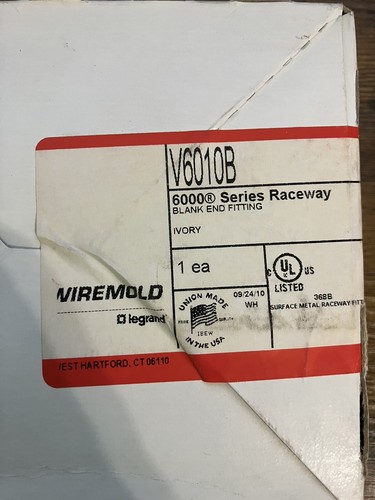 V6010B
6000® Series Raceway
BLANK END FITTING
IVORY
1 ea
C UL US
LISTED
368B
SURFACE METAL RACEWAY FITT
09/24/10
WH
UNION MADE
IBEW
IN THE USA
WIREMOLD
legrand
WEST HARTFORD, CT 06110